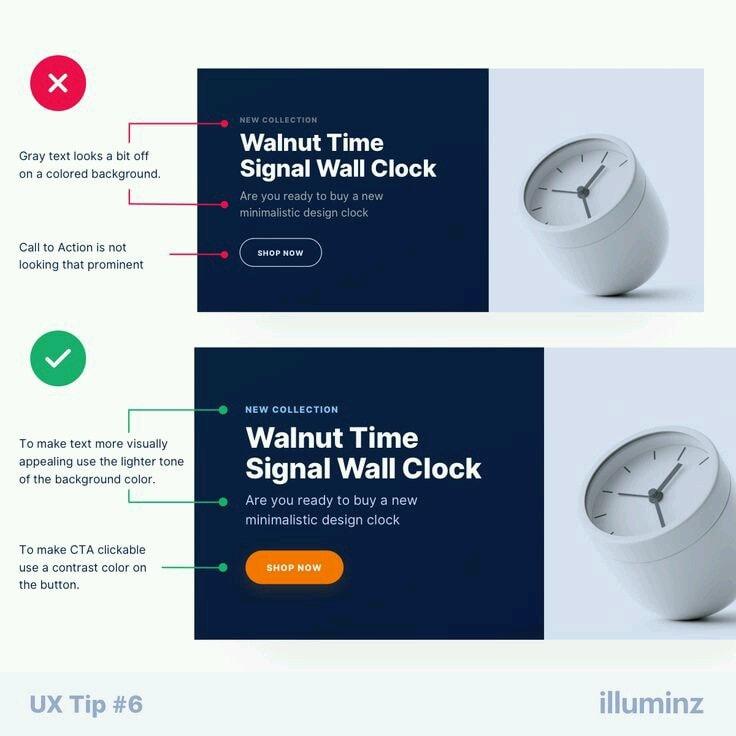 NEW COLLECTION
Walnut Time
Signal Wall Clock
Gray text looks a bit off
on a colored background.
Are you ready to buy a new
minimalistic design clock
Call to Action is not
looking that prominent
SHOP NOW
NEW COLLECTION
Walnut Time
Signal Wall Clock
To make text more visually
appealing use the lighter tone
of the background color.
Are you ready to buy a new
minimalistic design clock
To make CTA clickable
use a contrast color on
the button.
SHOP NOW
UX Tip #6
illuminz